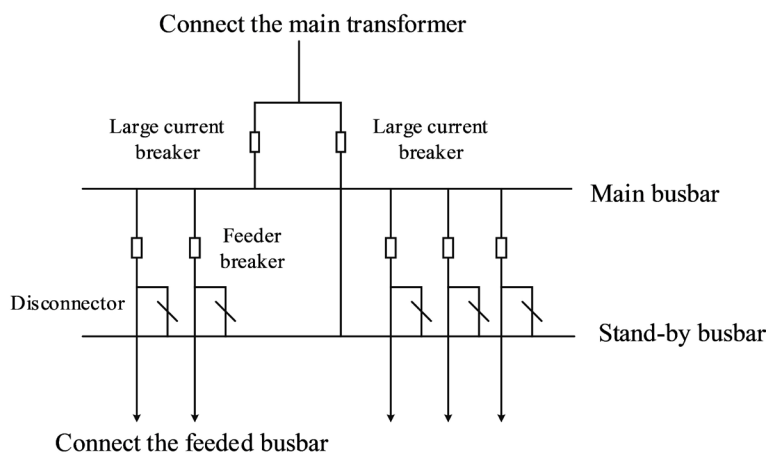 Connect the main transformer
Large current
breaker
Large current
breaker
Main busbar
Feeder
breaker
Disconnector
Stand-by busbar
Connect the feeded busbar